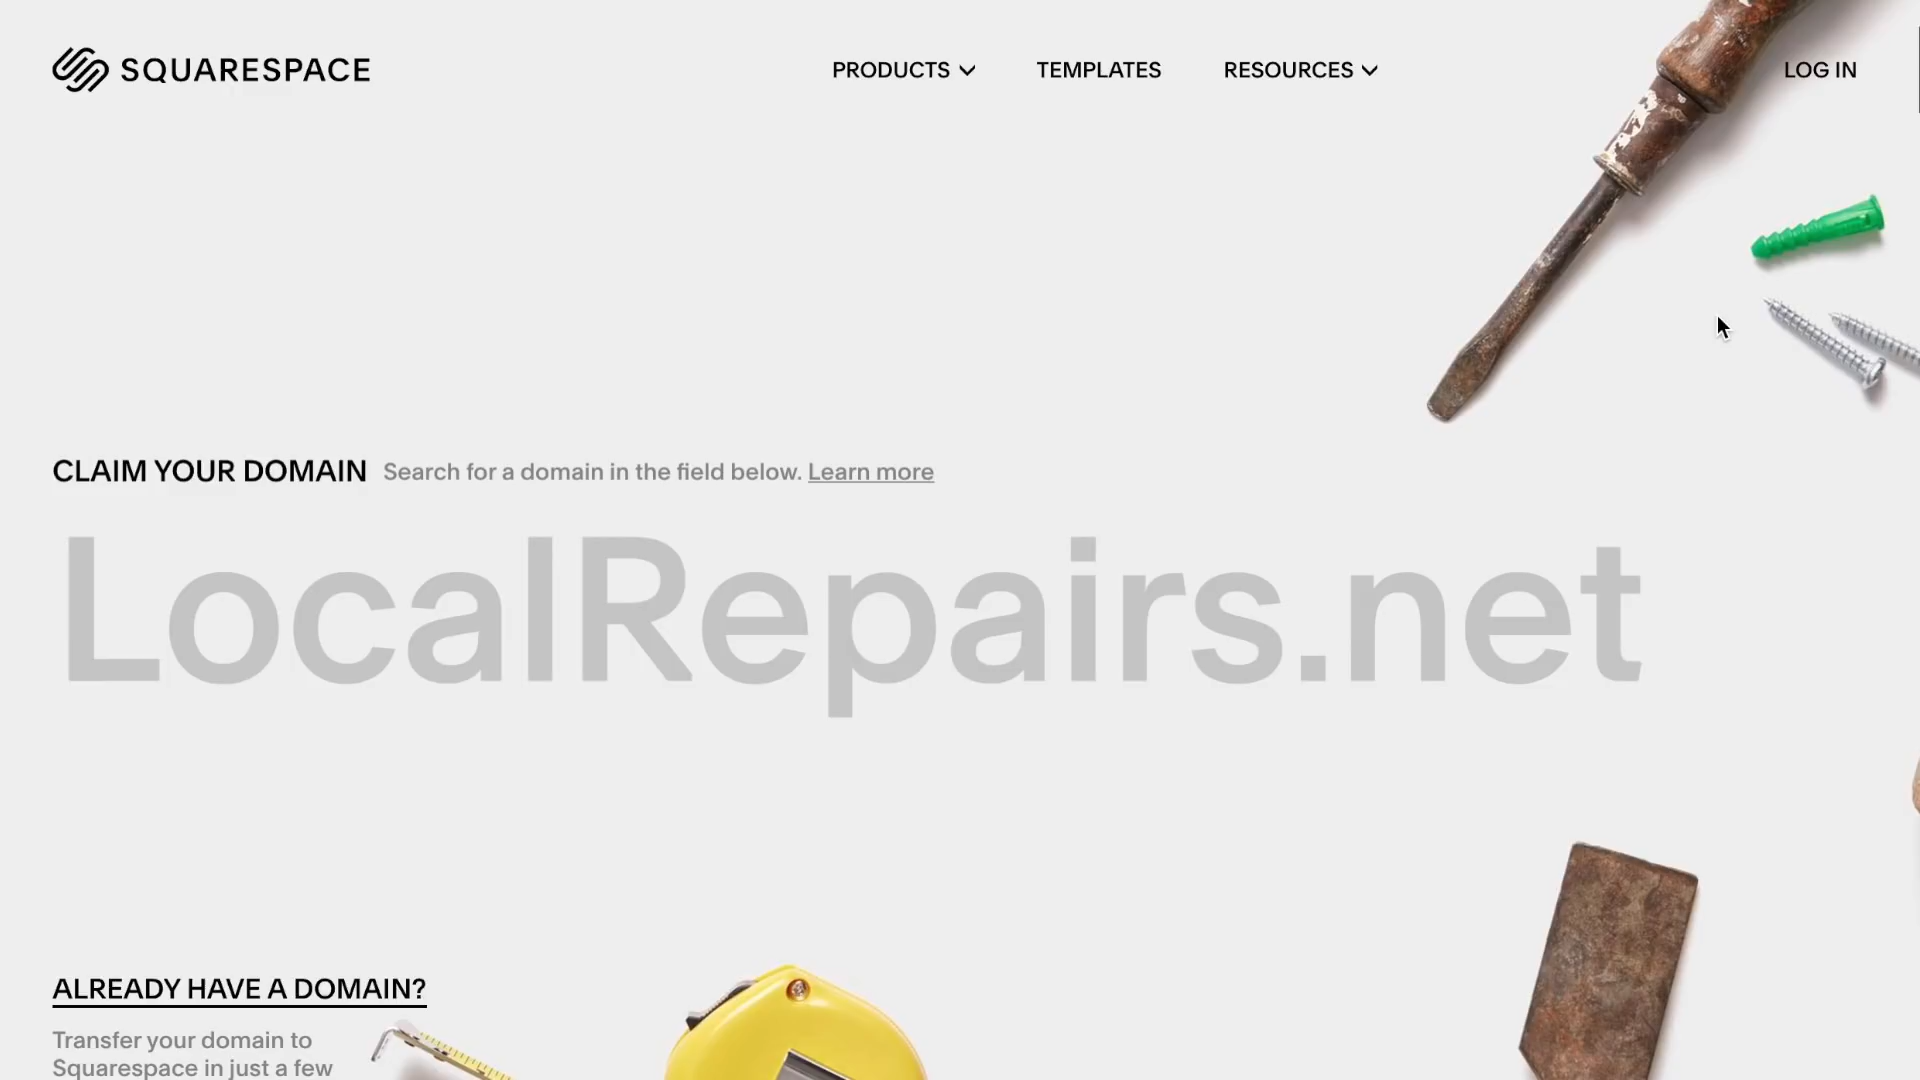 SQUARESPACE
PRODUCTS
TEMPLATES
RESOURCES
LOG IN
CLAIM YOUR DOMAIN
Search for a domain in the field below. Learn more
LocalRepairs.net
ALREADY HAVE A DOMAIN?
Transfer your domain to
Squarespace in just a few